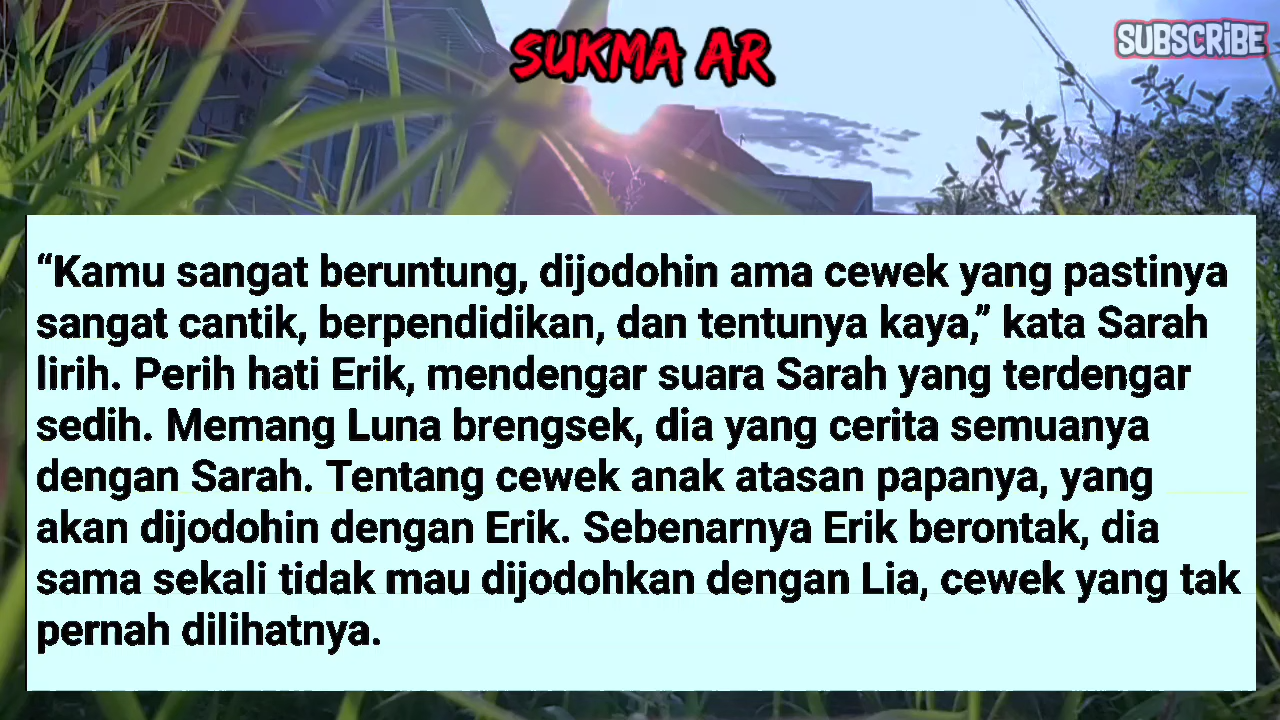 SUKMA AR
SUBSCRiBE
“Kamu sangat beruntung, dijodohin ama cewek yang pastinya
sangat cantik, berpendidikan, dan tentunya kaya,” kata Sarah
lirih. Perih hati Erik, mendengar suara Sarah yang terdengar
sedih. Memang Luna brengsek, dia yang cerita semuanya
dengan Sarah. Tentang cewek anak atasan papanya, yang
akan dijodohin dengan Erik. Sebenarnya Erik berontak, dia
sama sekali tidak mau dijodohkan dengan Lia, cewek yang tak
pernah dilihatnya.